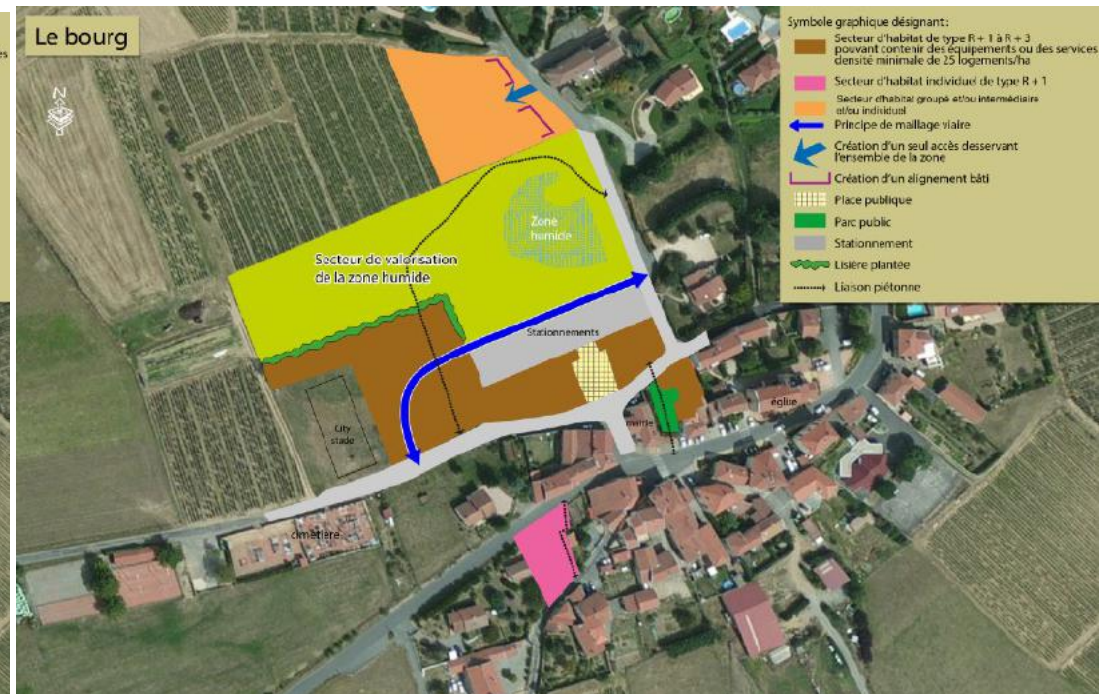 es
Le bourg
N
Symbole graphique désignant :
Secteur d'habitat de type R + 1 à R + 3
pouvant contenir des équipements ou des services
densité minimale de 25 logements/ha
Secteur d'habitat individuel de type R + 1
Secteur d'habitat groupé et/ou intermédiaire
et/ou individuel
Principe de maillage viaire
Création d'un seul accès desservant
l'ensemble de la zone
Création d'un alignement bâti
Place publique
Parc public
Stationnement
Lisière plantée
Liaison piétonne
Zone
humide
Secteur de valorisation
de la zone humide
Stationnements
City
stade
mairie
église
cimetière